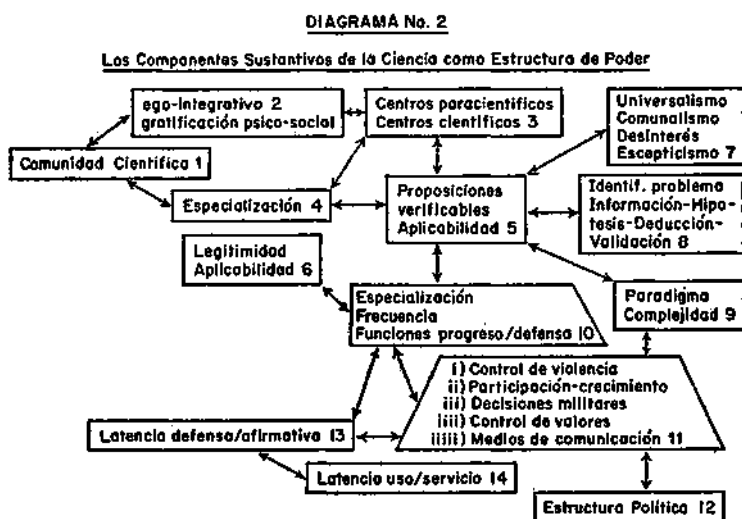 DIAGRAMA No. 2
Los Componentes Sustantivos de la Ciencia como Estructura de Poder
ego-integrativo 2
gratificación psico-social
Centros paracientíficos
Centros científicos 3
Universalismo
Comunalismo
Desinterés
Escepticismo 7
Comunidad Científica 1
Especialización 4
Proposiciones
verificables
Aplicabilidad 5
Identif. problema
Información-Hipo-
tesis-Deducción-
Validación 8
Legitimidad
Aplicabilidad 6
Especialización
Frecuencia
Funciones progreso/defensa 10
Paradigma
Complejidad 9
i) Control de violencia
ii) Participación-crecimiento
iii) Decisiones militares
liii) Control de valores
iiiii) Medios de comunicación 11
Latencia defensa/afirmativa 13
Latencia uso/servicio 14
Estructura Política 12